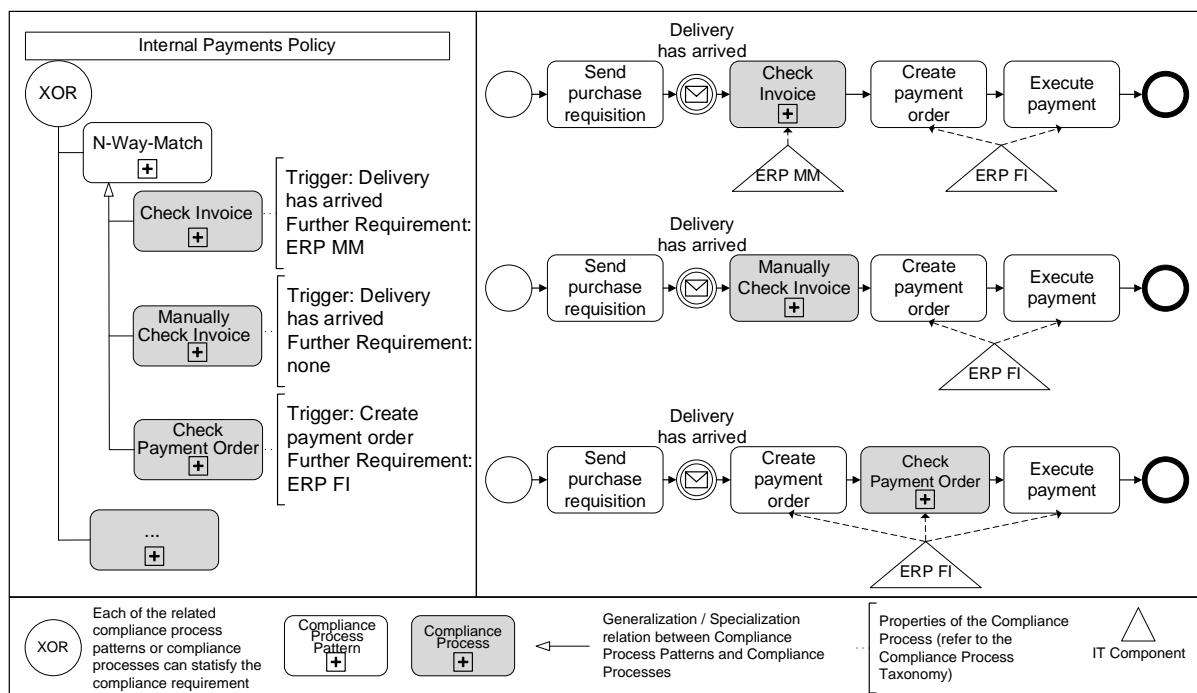 Internal Payments Policy
XOR
N-Way-Match
Check Invoice
Trigger: Delivery
has arrived
Further Requirement:
ERP MM
Manually
Check Invoice
Trigger: Delivery
has arrived
Further Requirement:
none
Check
Payment Order
Trigger: Create
payment order
Further Requirement:
ERP FI
...
Delivery
has arrived
Send
purchase
requisition
Check
Invoice
Create
payment
order
Execute
payment
ERP MM
ERP FI
Delivery
has arrived
Send
purchase
requisition
Manually
Check Invoice
Create
payment
order
Execute
payment
ERP FI
Delivery
has arrived
Send
purchase
requisition
Create
payment
order
Check
Payment Order
Execute
payment
ERP FI
XOR
Each of the related
compliance process
patterns or compliance
processes can statisfy the
compliance requirement
Compliance
Process
Pattern
Compliance
Process
Generalization / Specialization
relation between Compliance
Process Patterns and Compliance
Processes
Properties of the Compliance
Process (refer to the
Compliance Process
Taxonomy)
IT Component